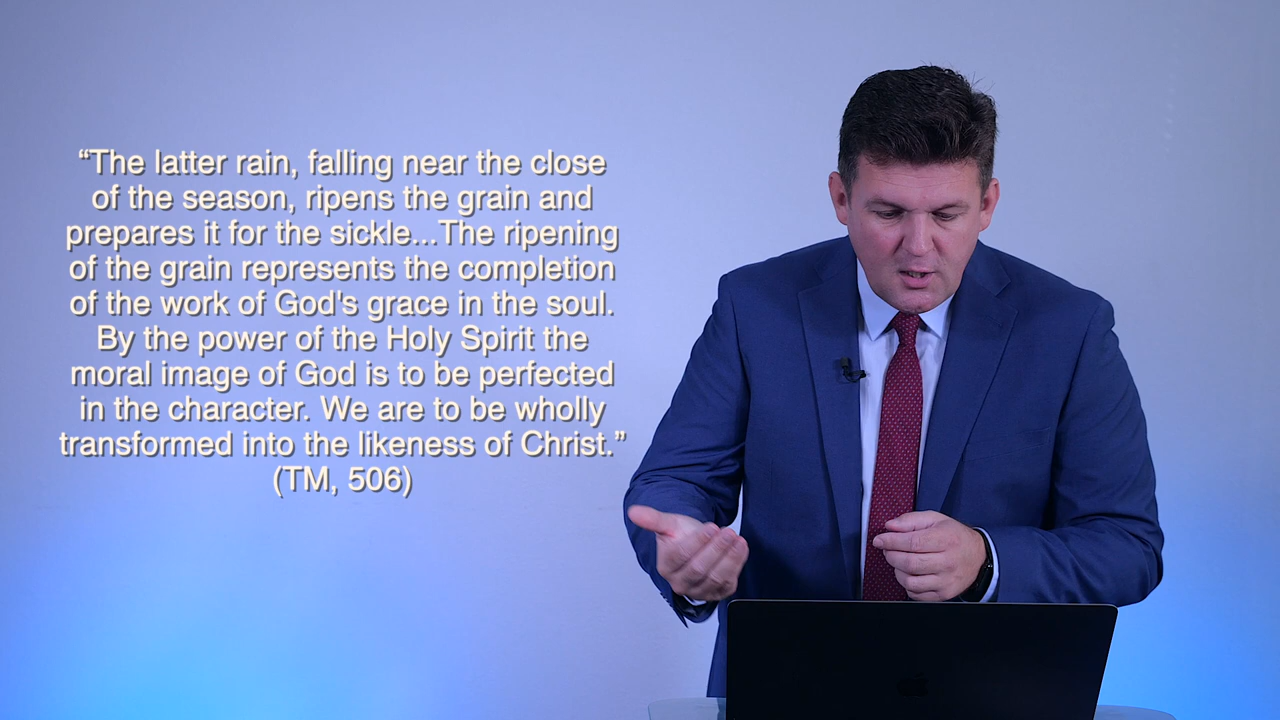 “The latter rain, falling near the close
of the season, ripens the grain and
prepares it for the sickle...The ripening
of the grain represents the completion
of the work of God's grace in the soul.
By the power of the Holy Spirit the
moral image of God is to be perfected
in the character. We are to be wholly
transformed into the likeness of Christ.”
(TM, 506)